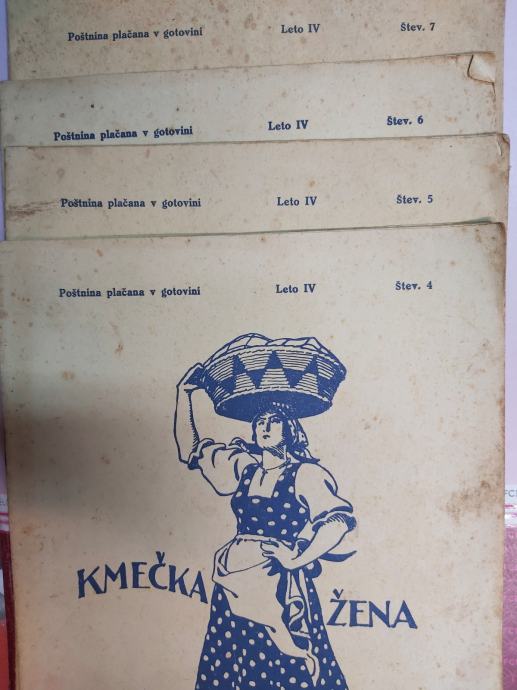 Poštnina plačana v gotovini Leto IV Štev. 7
Poštnina plačana v gotovini Leto IV Štev. 6
Poštnina plačana v gotovini Leto IV Štev. 5
Poštnina plačana v gotovini Leto IV Štev. 4
KMEČKA ŽENA